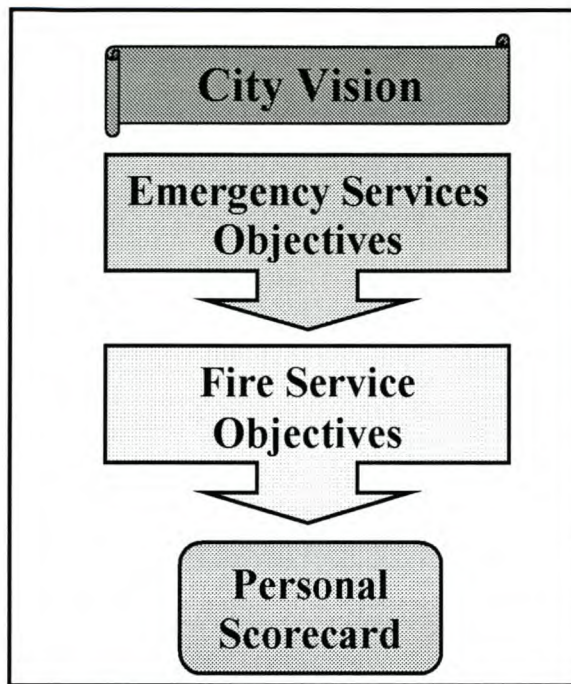 City Vision
Emergency Services
Objectives
Fire Service
Objectives
Personal
Scorecard